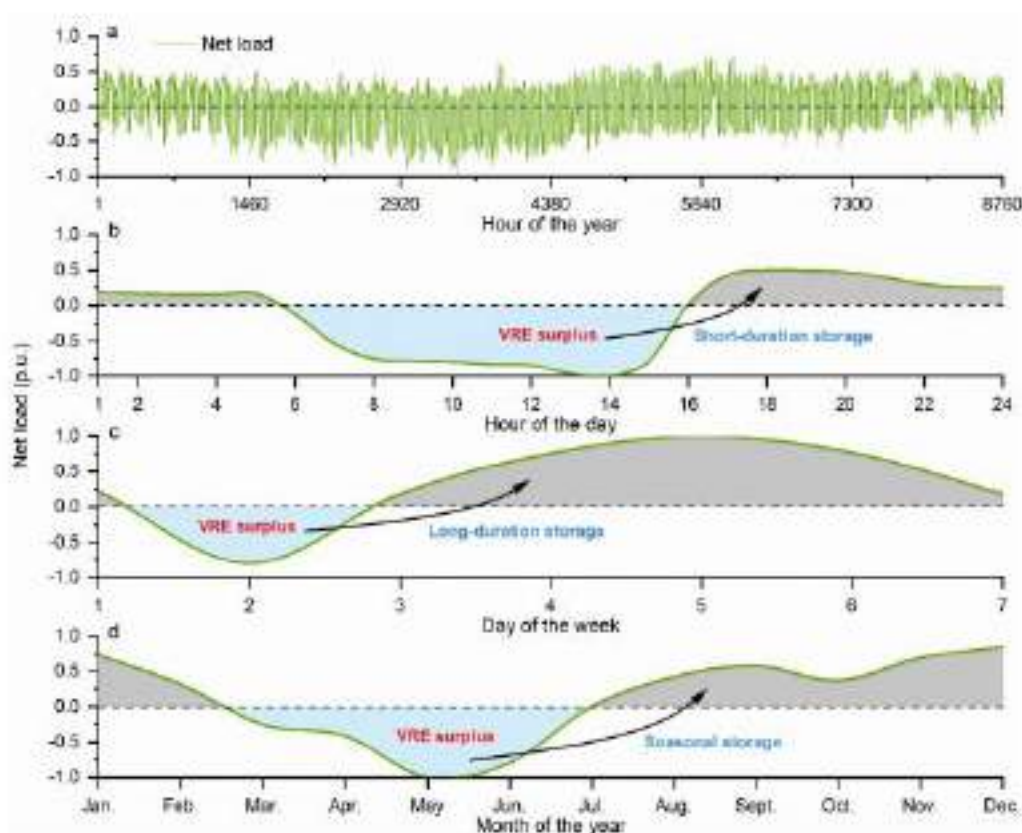 a
Net load
1.0
0.5
0.0
-0.5
-1.0
1 1460 2920 4380 5840 7300 8760
Hour of the year
b
1.0
0.5
0.0
-0.5
-1.0
VRE surplus
Short-duration storage
1 2 4 6 8 10 12 14 16 18 20 22 24
Hour of the day
Net load (p.u.)
c
1.0
0.5
0.0
-0.5
-1.0
VRE surplus
Long-duration storage
1 2 3 4 5 6 7
Day of the week
d
1.0
0.5
0.0
-0.5
-1.0
VRE surplus
Seasonal storage
Jan. Feb. Mar. Apr. May Jun. Jul. Aug. Sept. Oct. Nov. Dec.
Month of the year